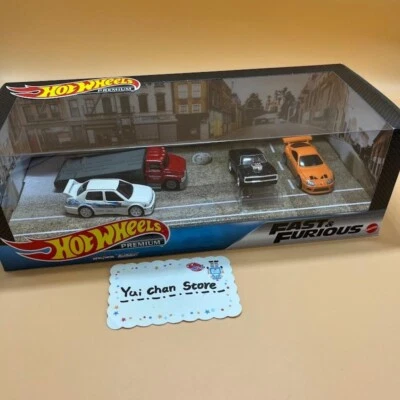 Hot Wheels
PREMIUM
Hot Wheels
PREMIUM
FAST &
FURIOUS
Yui chan Store